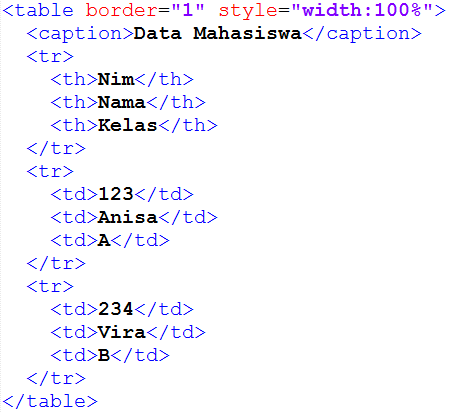 <table border="1" style="width:100%">
  <caption>Data Mahasiswa</caption>
  <tr>
    <th>Nim</th>
    <th>Nama</th>
    <th>Kelas</th>
  </tr>
  <tr>
    <td>123</td>
    <td>Anisa</td>
    <td>A</td>
  </tr>
  <tr>
    <td>234</td>
    <td>Vira</td>
    <td>B</td>
  </tr>
</table>